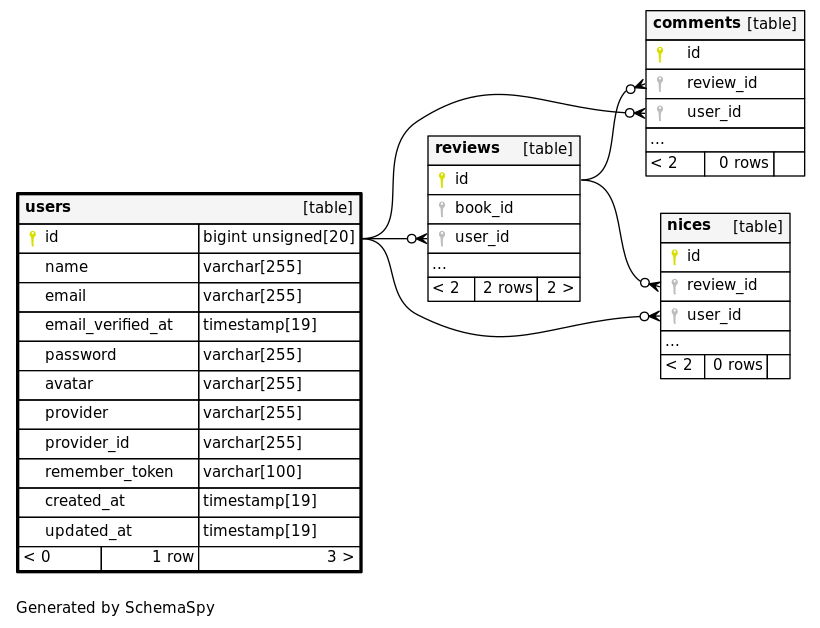 comments [table]
id
review_id
user_id
...
< 2 0 rows
reviews [table]
id
book_id
user_id
...
< 2 2 rows 2 >
users [table]
id bigint unsigned[20]
name varchar[255]
email varchar[255]
email_verified_at timestamp[19]
password varchar[255]
avatar varchar[255]
provider varchar[255]
provider_id varchar[255]
remember_token varchar[100]
created_at timestamp[19]
updated_at timestamp[19]
< 0 1 row 3 >
nices [table]
id
review_id
user_id
...
< 2 0 rows
Generated by SchemaSpy